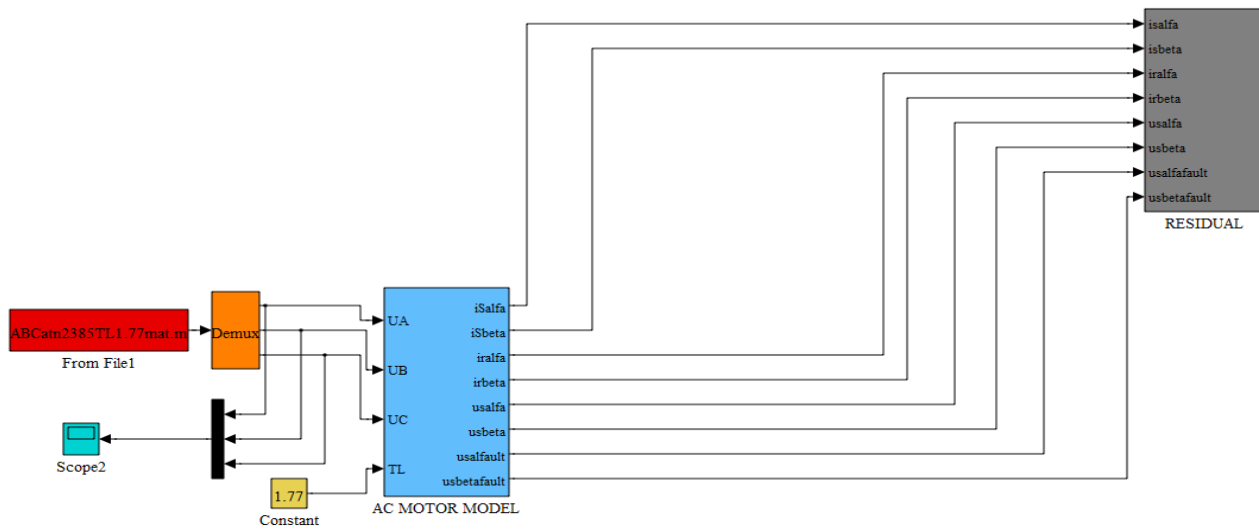 isalfa
isbeta
iralfa
irbeta
usalfa
usbeta
usalfafault
usbetafault
RESIDUAL
ABCatn2385TL1.77mat.m
From File1
Demux
Scope2
UA
UB
UC
TL
iSalfa
iSbeta
iralfa
irbeta
usalfa
usbeta
usalfault
usbetafault
AC MOTOR MODEL
1.77
Constant